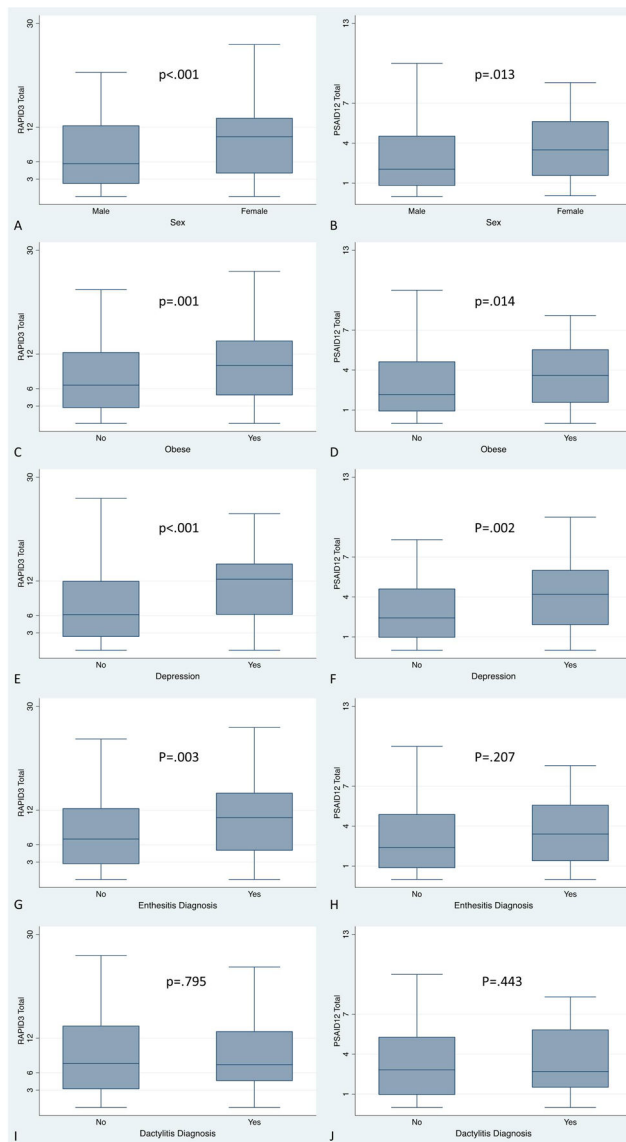 30
12
6
3
RAPID3 Total
p<.001
Male
Female
A
Sex
13
7
4
1
PSAID12 Total
p=.013
Male
Female
B
Sex
30
12
6
3
RAPID3 Total
p=.001
No
Yes
C
Obese
13
7
4
1
PSAID12 Total
p=.014
No
Yes
D
Obese
30
12
6
3
RAPID3 Total
p<.001
No
Yes
E
Depression
13
7
4
1
PSAID12 Total
P=.002
No
Yes
F
Depression
30
12
6
3
RAPID3 Total
P=.003
No
Yes
G
Enthesitis Diagnosis
13
7
4
1
PSAID12 Total
P=.207
No
Yes
H
Enthesitis Diagnosis
30
12
6
3
RAPID3 Total
p=.795
No
Yes
I
Dactylitis Diagnosis
13
7
4
1
PSAID12 Total
P=.443
No
Yes
J
Dactylitis Diagnosis